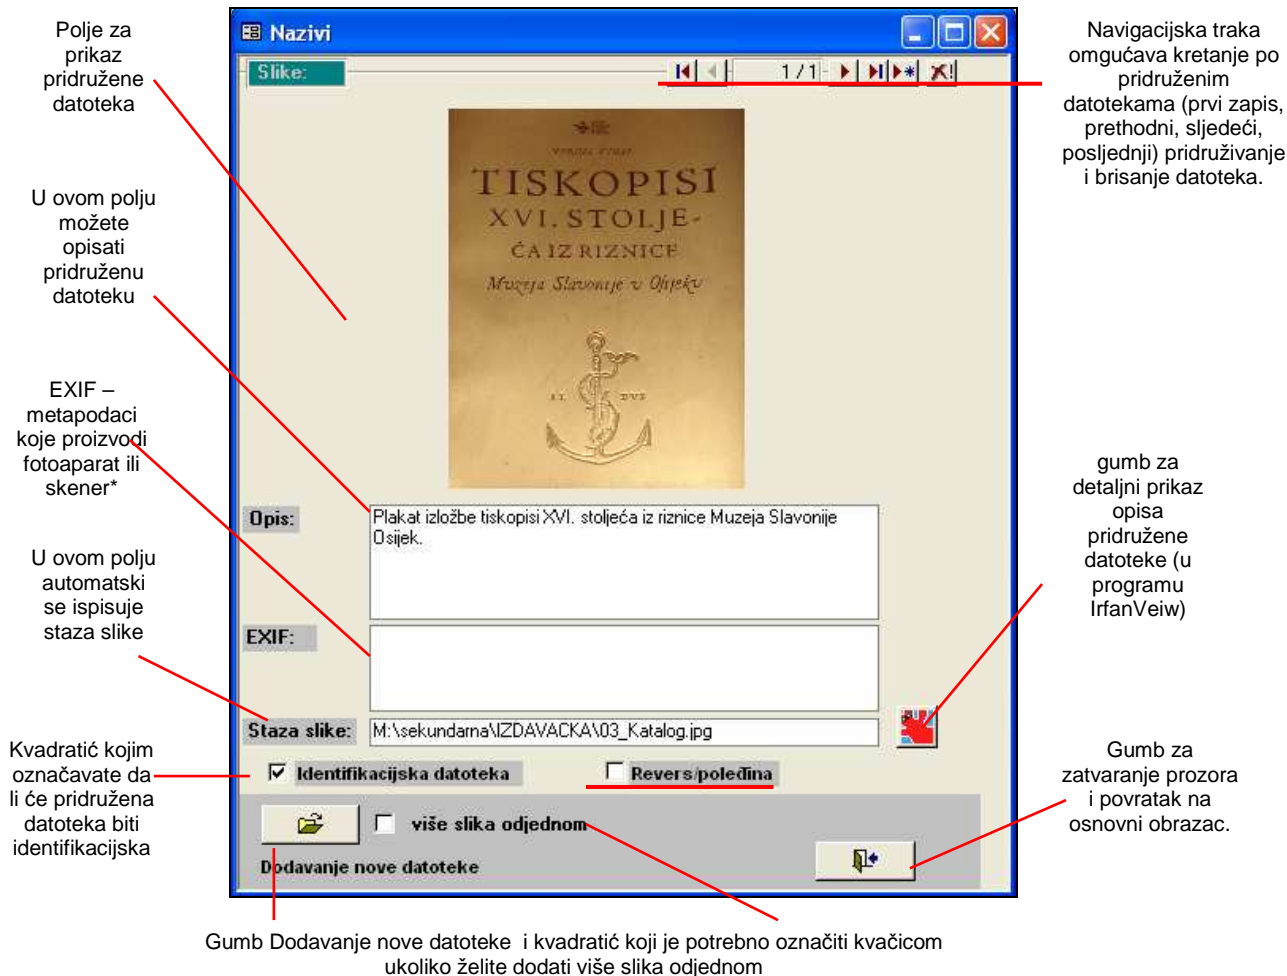 Polje za
prikaz
pridružene
datoteka
U ovom polju
možete
opisati
pridruženu
datoteku
EXIF –
metapodaci
koje proizvodi
fotoaparat ili
skener*
U ovom polju
automatski
se ispisuje
staza slike
Kvadratić kojim
označavate da
li će pridružena
datoteka biti
identifikacijska
Nazivi
Slike:
1 / 1
TISKOPISI
XVI. STOLJE-
ĆA IZ RIZNICE
Muzeja Slavonije u Osijeku
Opis:
Plakat izložbe tiskopisi XVI. stoljeća iz riznice Muzeja Slavonije
Osijek.
EXIF:
Staza slike:
M:\sekundarna\IZDAVACKA\03_Katalog.jpg
Identifikacijska datoteka
Revers/poleđina
više slika odjednom
Dodavanje nove datoteke
Navigacijska traka
omgućava kretanje po
pridruženim
datotekama (prvi zapis,
prethodni, sljedeći,
posljednji) pridruživanje
i brisanje datoteka.
gumb za
detaljni prikaz
opisa
pridružene
datoteke (u
programu
IrfanVeiw)
Gumb za
zatvaranje prozora
i povratak na
osnovni obrazac.
Gumb Dodavanje nove datoteke i kvadratić koji je potrebno označiti kvačicom
ukoliko želite dodati više slika odjednom